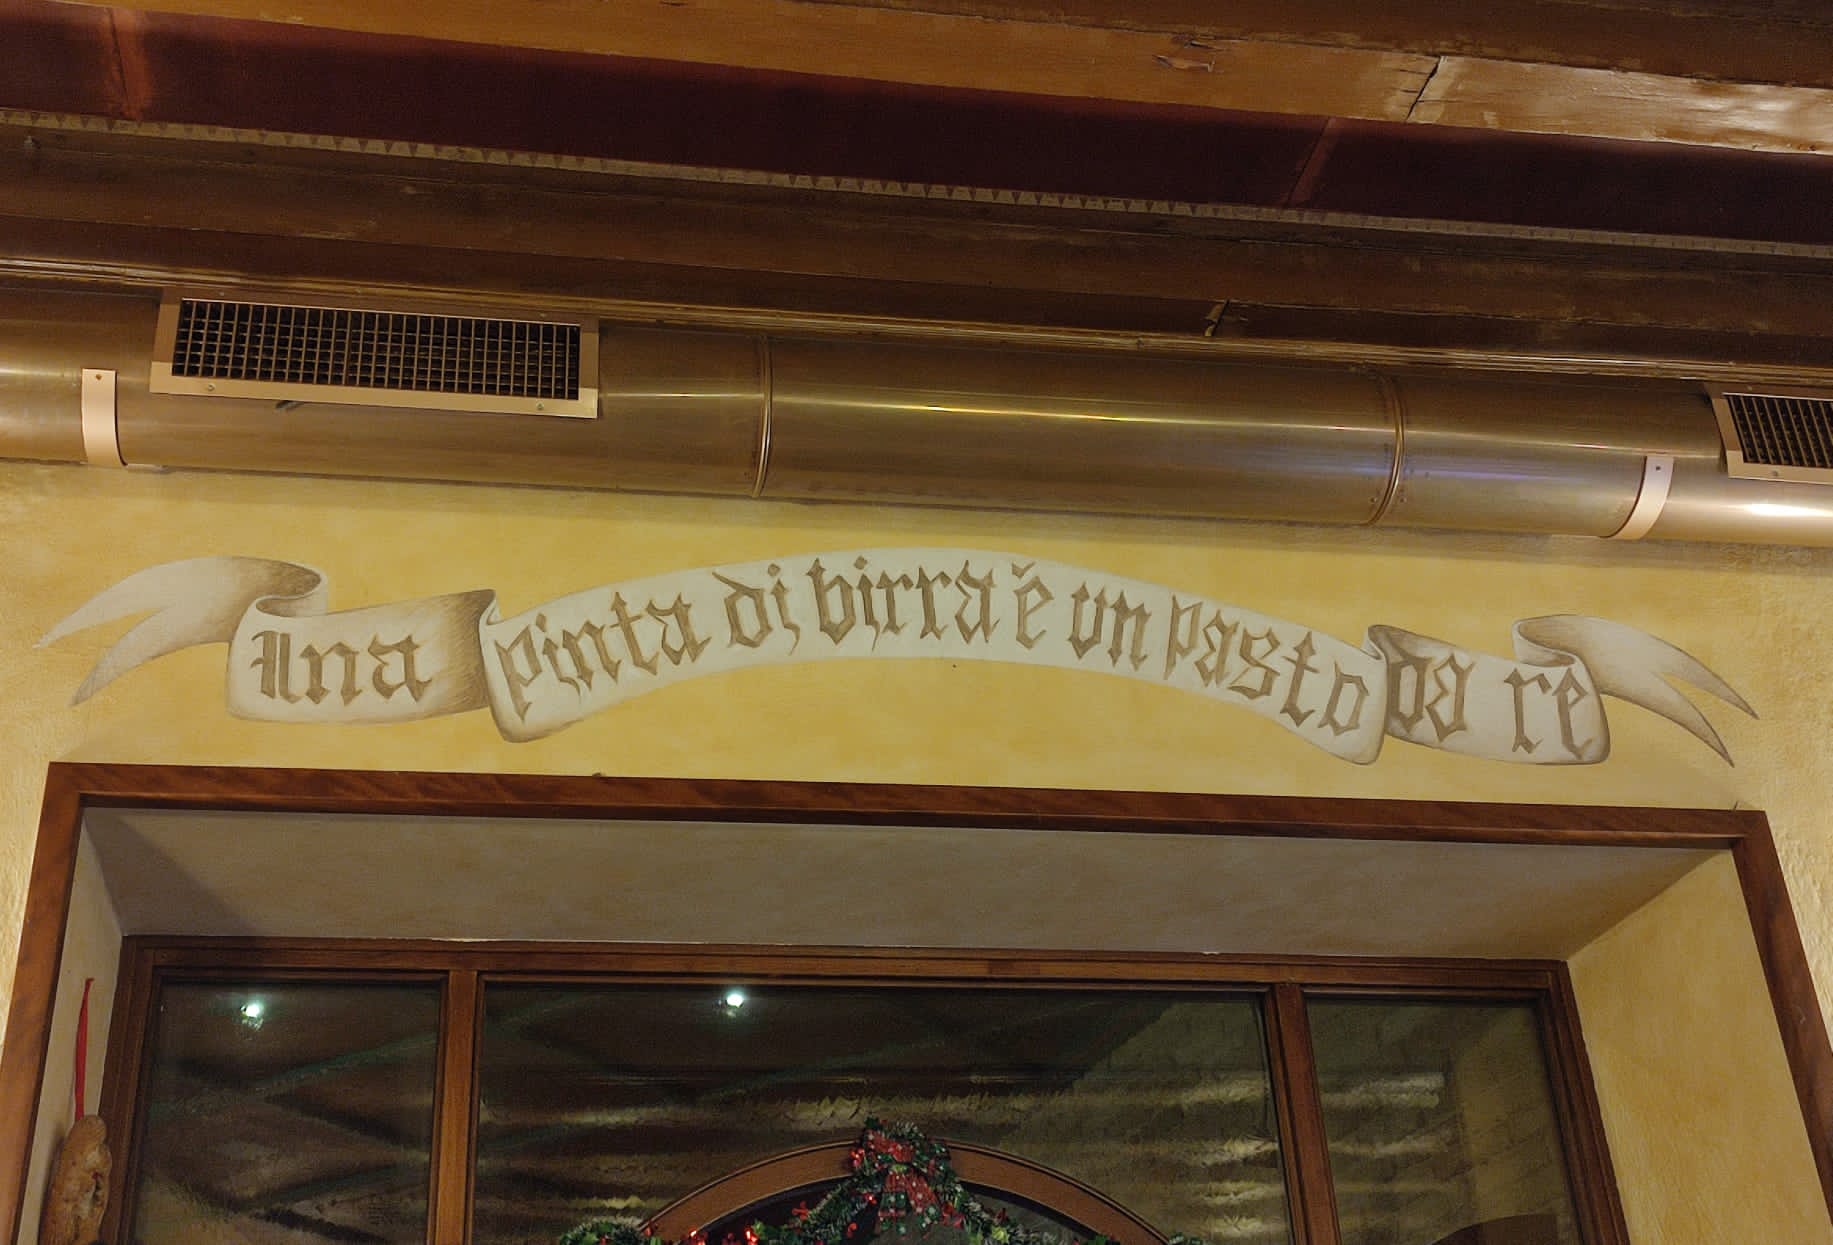 Una pinta di birra è un pasto da re